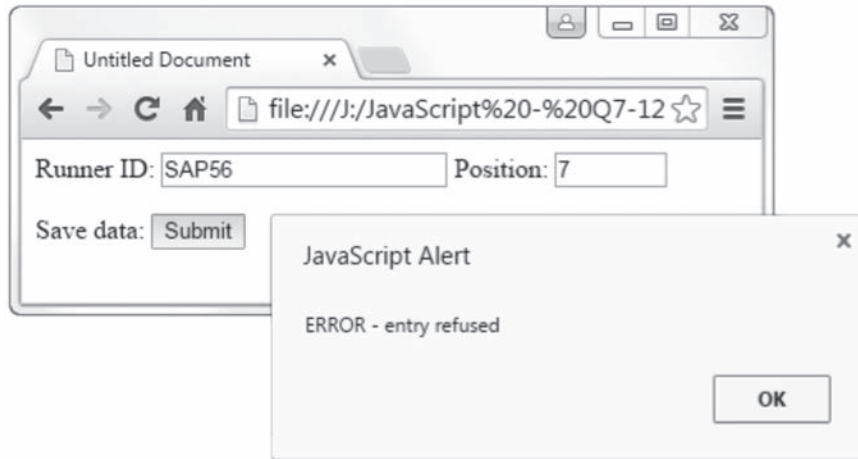 Untitled Document
file:///J:/JavaScript%20-%20Q7-12
Runner ID: SAP56 Position: 7
Save data: Submit
JavaScript Alert
ERROR - entry refused
OK